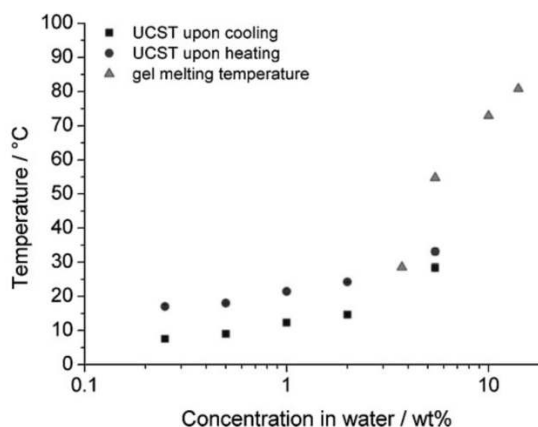 100
90
80
70
60
50
40
30
20
10
0
Temperature / °C
UCST upon cooling
UCST upon heating
gel melting temperature
0.1
1
10
Concentration in water / wt%